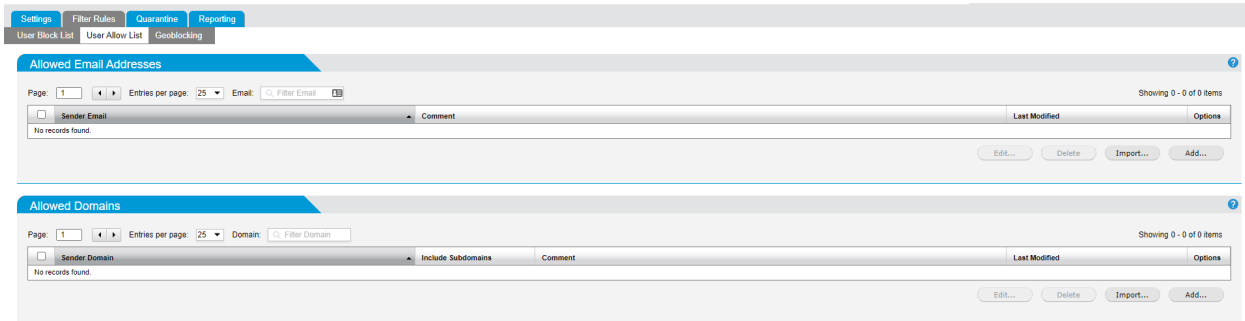 Settings Filter Rules Quarantine Reporting
User Block List User Allow List Geoblocking
Allowed Email Addresses ?
Page: 1 Entries per page: 25 Email: Filter Email Showing 0 - 0 of 0 items
Sender Email Comment Last Modified Options
No records found.
Edit... Delete Import... Add...
Allowed Domains ?
Page: 1 Entries per page: 25 Domain: Filter Domain Showing 0 - 0 of 0 items
Sender Domain Include Subdomains Comment Last Modified Options
No records found.
Edit... Delete Import... Add...